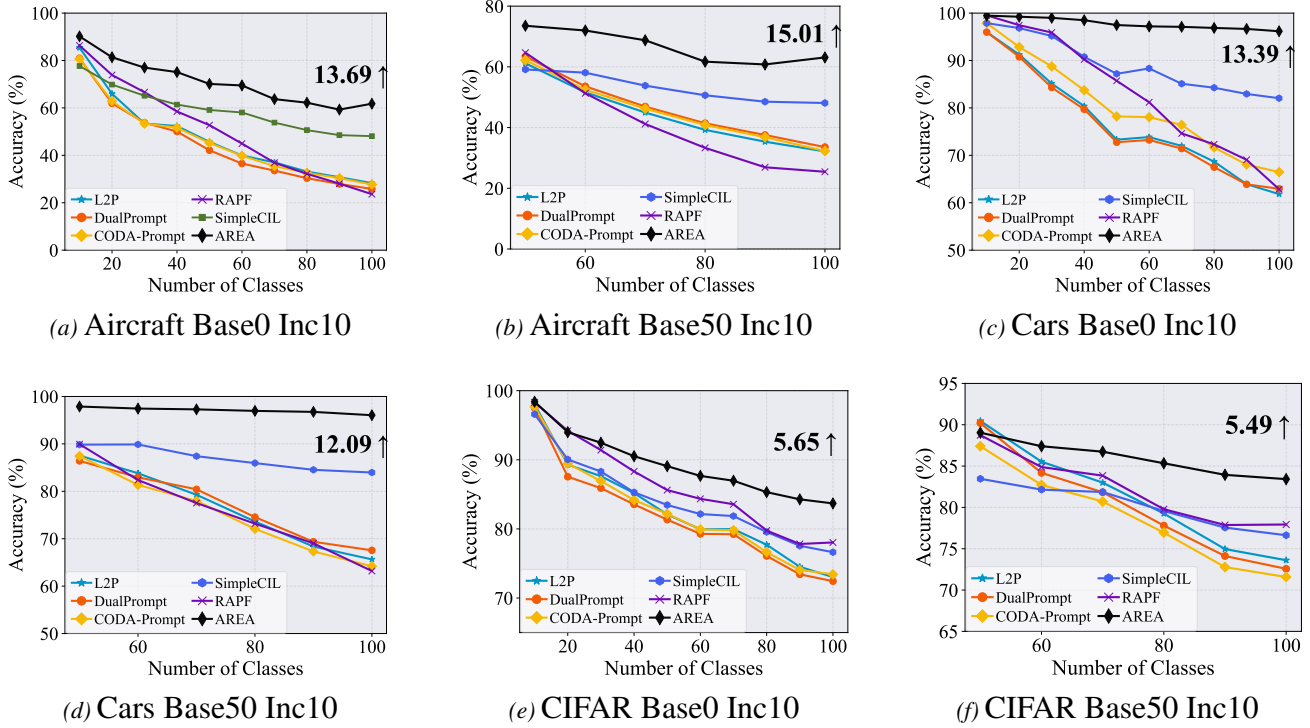 100
80
60
40
20
0
Accuracy (%)
13.69 ↑
L2P
DualPrompt
CODA-Prompt
RAPF
SimpleCIL
AREA
20 40 60 80 100
Number of Classes
(a) Aircraft Base0 Inc10
80
60
40
20
0
Accuracy (%)
15.01 ↑
L2P
DualPrompt
CODA-Prompt
SimpleCIL
RAPF
AREA
60 80 100
Number of Classes
(b) Aircraft Base50 Inc10
100
90
80
70
60
50
Accuracy (%)
13.39 ↑
L2P
DualPrompt
CODA-Prompt
SimpleCIL
RAPF
AREA
20 40 60 80 100
Number of Classes
(c) Cars Base0 Inc10
100
90
80
70
60
50
Accuracy (%)
12.09 ↑
L2P
DualPrompt
CODA-Prompt
SimpleCIL
RAPF
AREA
60 80 100
Number of Classes
(d) Cars Base50 Inc10
100
90
80
70
Accuracy (%)
5.65 ↑
L2P
DualPrompt
CODA-Prompt
SimpleCIL
RAPF
AREA
20 40 60 80 100
Number of Classes
(e) CIFAR Base0 Inc10
95
90
85
80
75
70
65
Accuracy (%)
5.49 ↑
L2P
DualPrompt
CODA-Prompt
SimpleCIL
RAPF
AREA
60 80 100
Number of Classes
(f) CIFAR Base50 Inc10